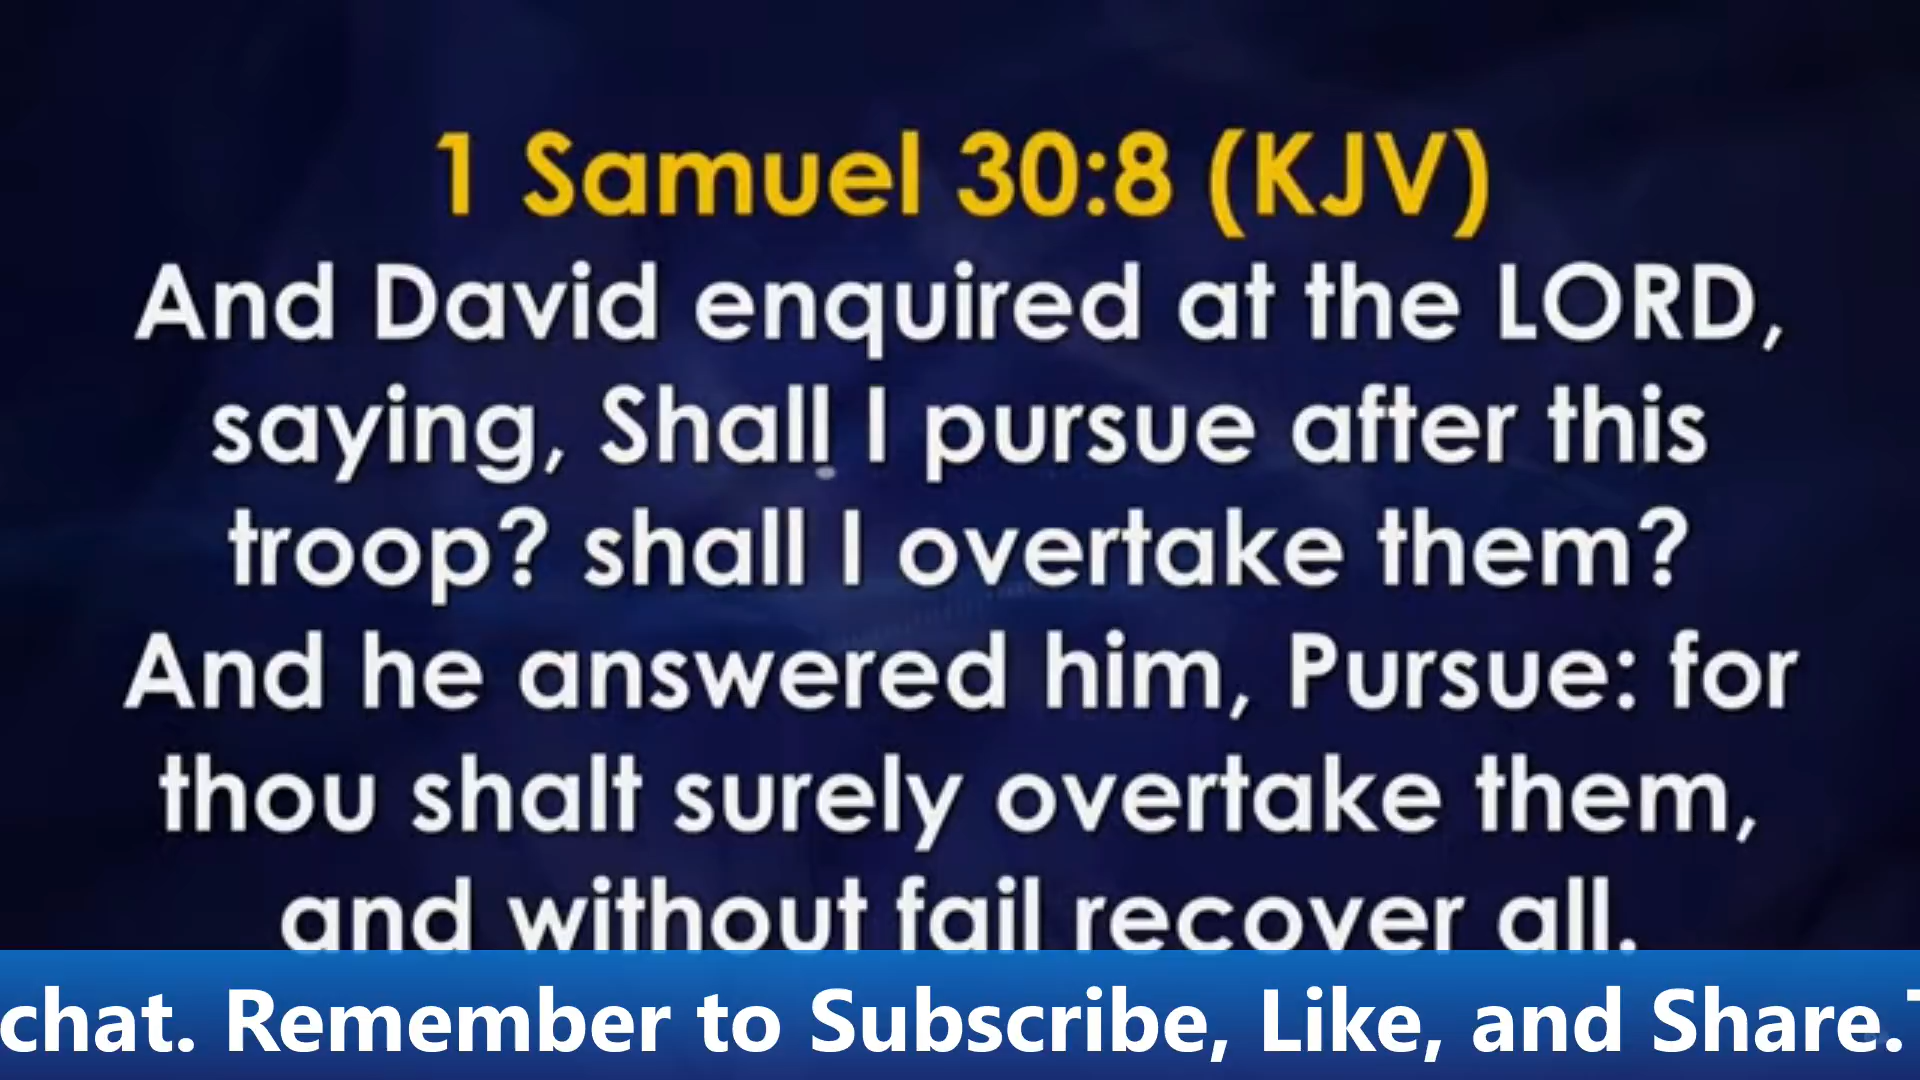 1 Samuel 30:8 (KJV)
And David enquired at the LORD,
saying, Shall I pursue after this
troop? shall I overtake them?
And he answered him, Pursue: for
thou shalt surely overtake them,
and without fail recover all.
chat. Remember to Subscribe, Like, and Share.